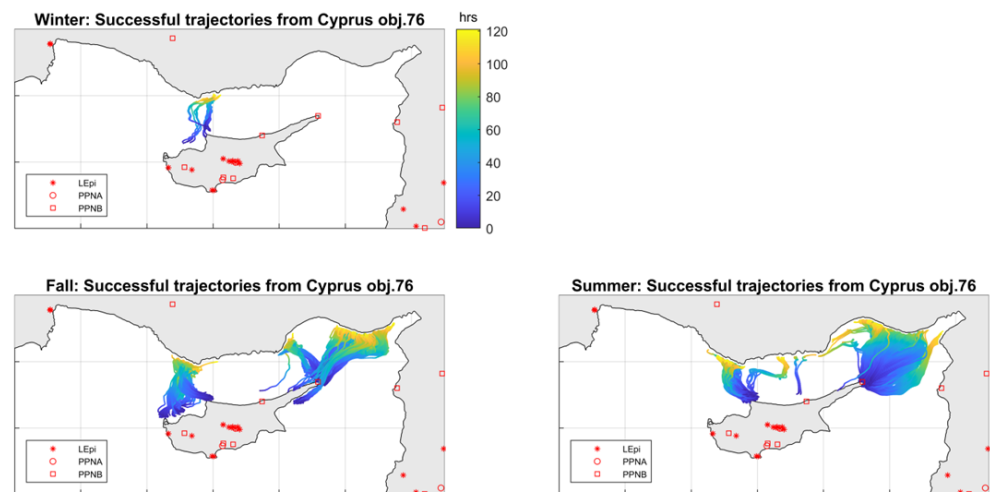 Winter: Successful trajectories from Cyprus obj.76
hrs
120
100
80
60
40
20
0
LEpi
PPNA
PPNB
Fall: Successful trajectories from Cyprus obj.76
Summer: Successful trajectories from Cyprus obj.76
LEpi
PPNA
PPNB
LEpi
PPNA
PPNB